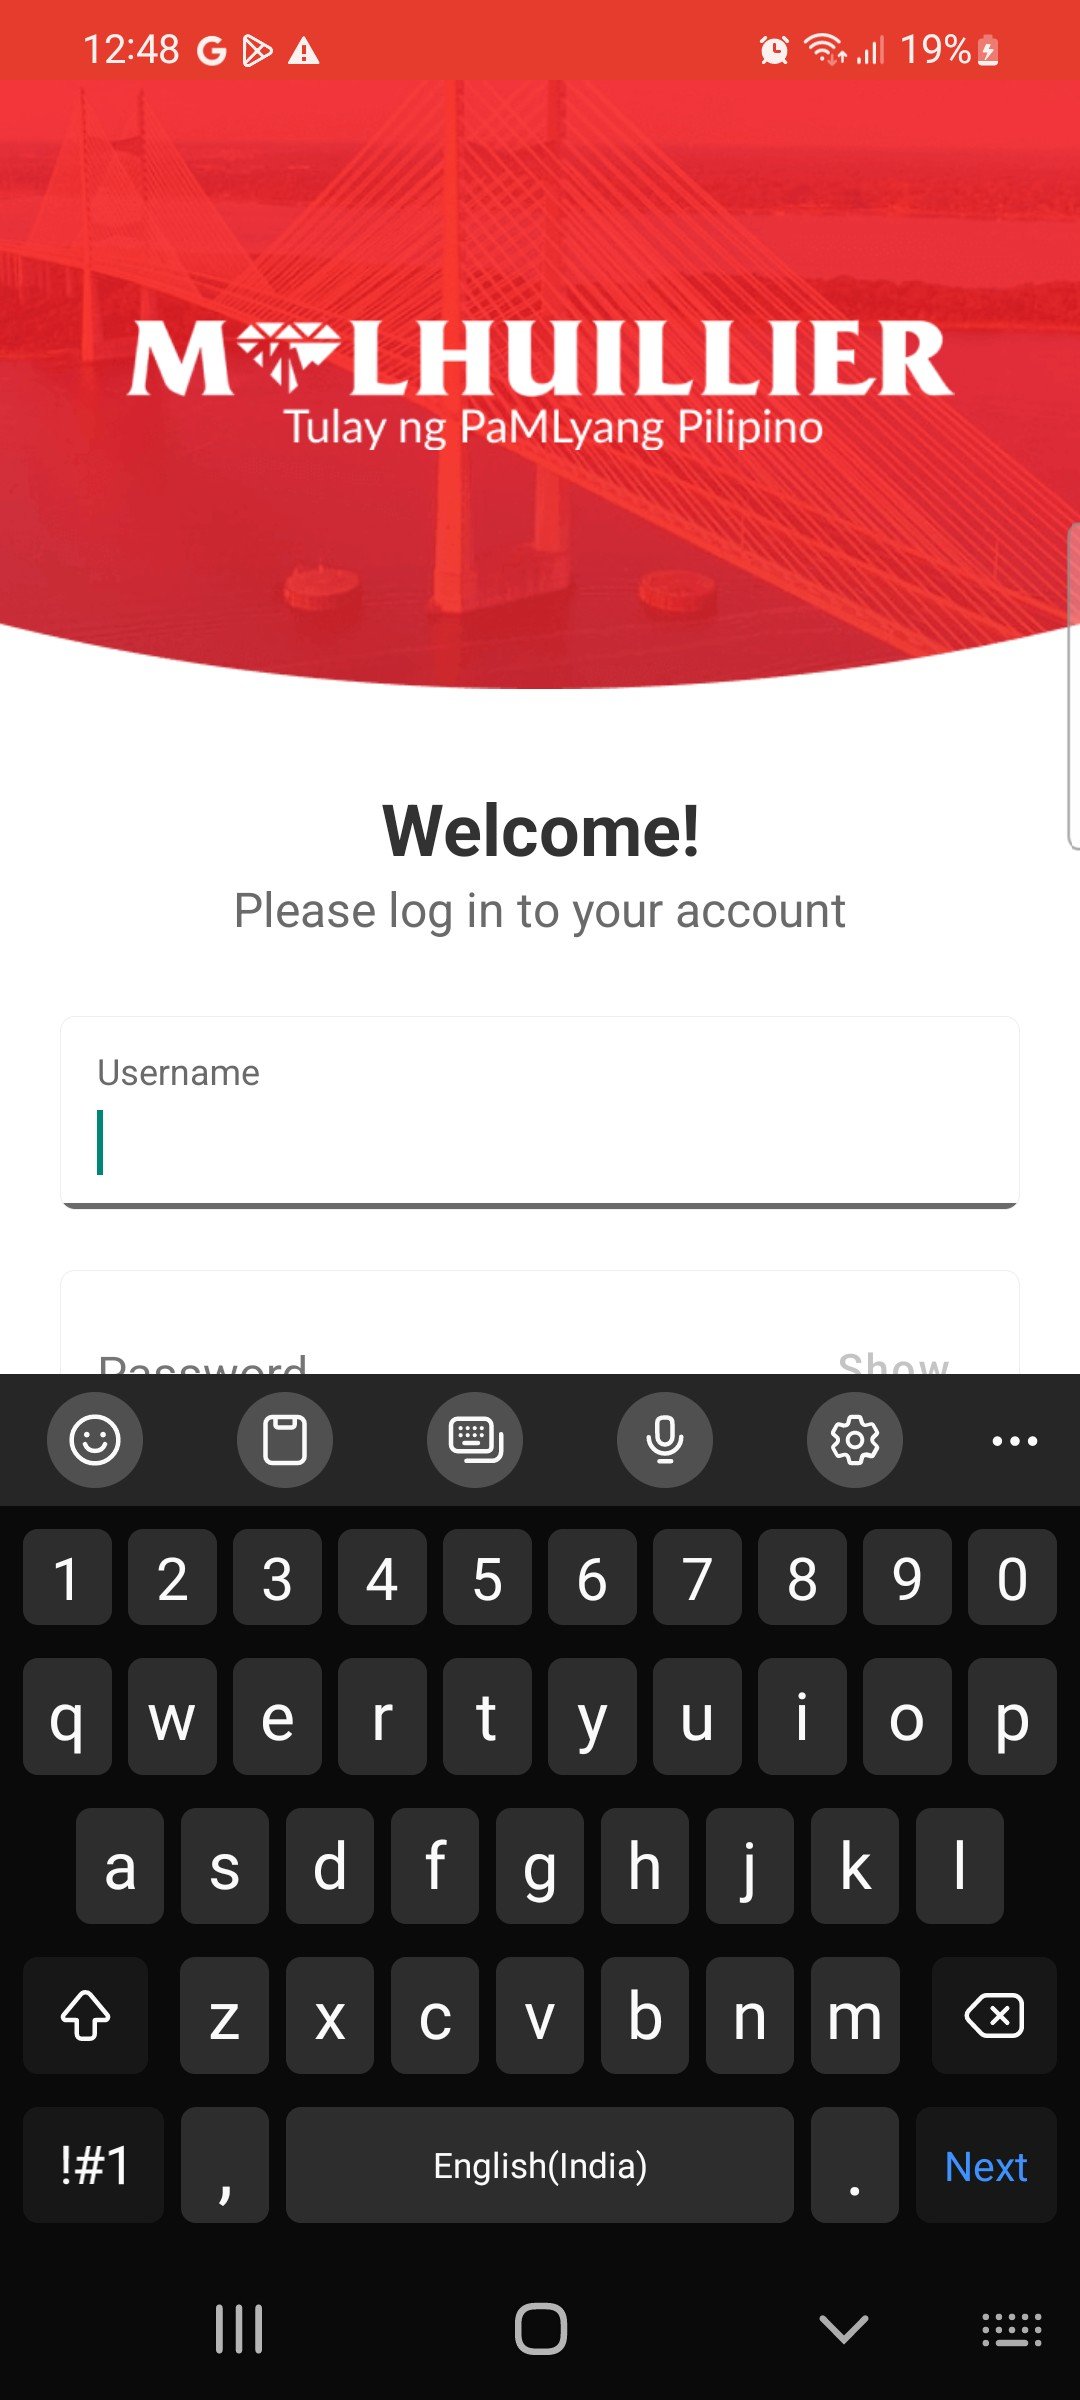 12:48 G 19%
M LHUILLIER
Tulay ng PaMLyang Pilipino
Welcome!
Please log in to your account
Username
Password Show
1 2 3 4 5 6 7 8 9 0
q w e r t y u i o p
a s d f g h j k l
z x c v b n m
!#1 , English(India) . Next